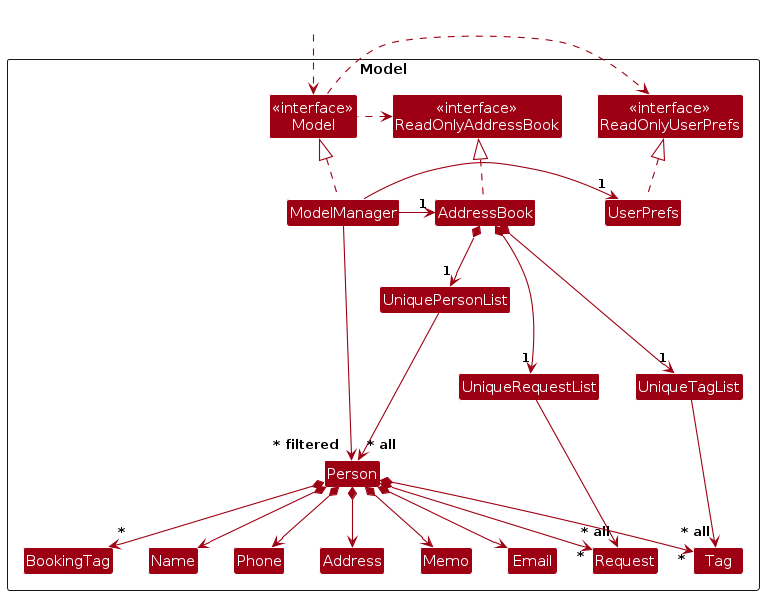 Model
«interface»
Model
«interface»
ReadOnlyAddressBook
«interface»
ReadOnlyUserPrefs
1
ModelManager
1
AddressBook
UserPrefs
1
UniquePersonList
1
1
UniqueRequestList
UniqueTagList
* filtered
* all
Person
*
* all
* all
*
*
BookingTag
Name
Phone
Address
Memo
Email
Request
Tag